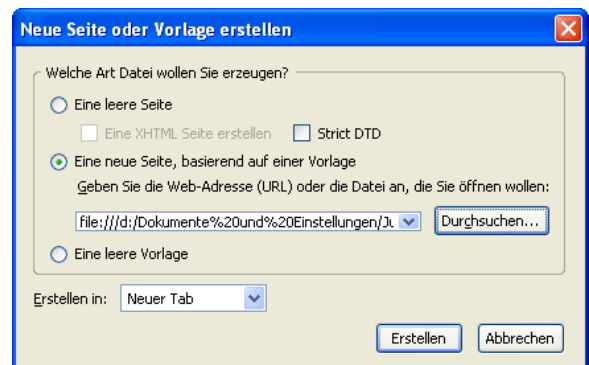 Neue Seite oder Vorlage erstellen
Welche Art Datei wollen Sie erzeugen?
Eine leere Seite
Eine XHTML Seite erstellen Strict DTD
Eine neue Seite, basierend auf einer Vorlage
Geben Sie die Web-Adresse (URL) oder die Datei an, die Sie öffnen wollen:
file:///d:/Dokumente%20und%20Einstellungen/Ju Durchsuchen...
Eine leere Vorlage
Erstellen in: Neuer Tab
Erstellen Abbrechen